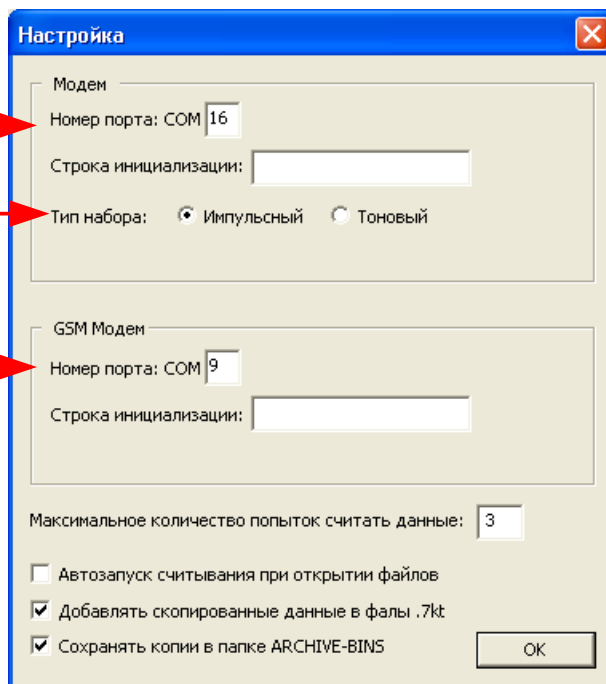 Настройка
Модем
Номер порта: COM 16
Строка инициализации:
Тип набора: Импульсный Тоновый
GSM Модем
Номер порта: COM 9
Строка инициализации:
Максимальное количество попыток считать данные: 3
Автозапуск считывания при открытии файлов
Добавлять скопированные данные в фалы .7kt
Сохранять копии в папке ARCHIVE-BINS
OK